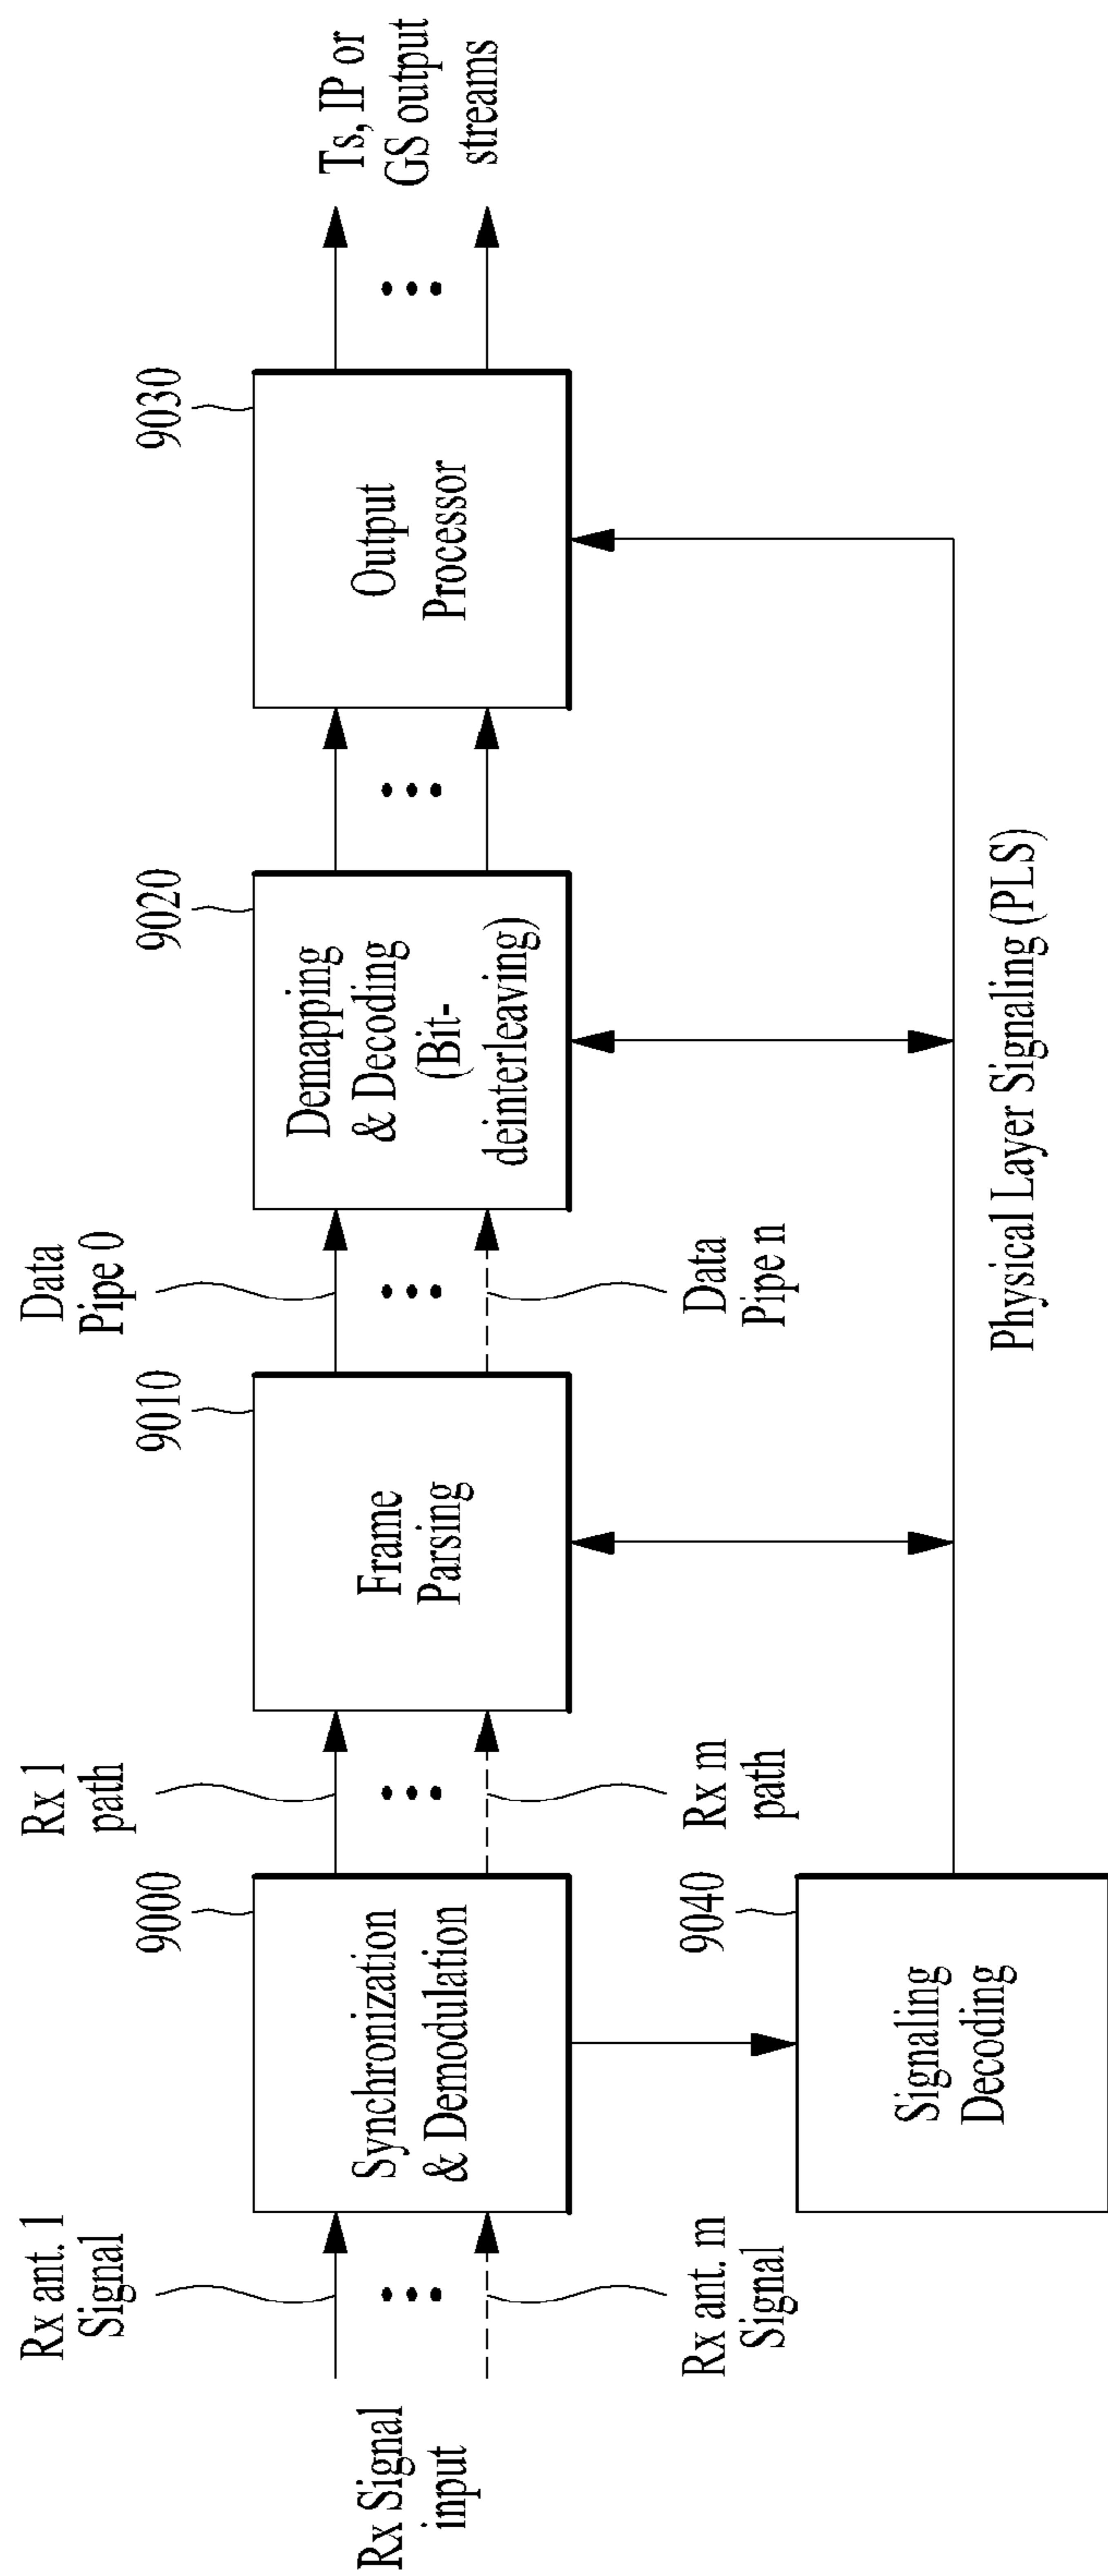 Rx Signal
input
Rx ant. 1
Signal
Rx ant. m
Signal
9000
Synchronization
& Demodulation
Rx 1
path
Rx m
path
9010
Frame
Parsing
Data
Pipe 0
Data
Pipe n
9020
Demapping
& Decoding
(Bit-
deinterleaving)
9030
Output
Processor
Ts, IP or
GS output
streams
9040
Signaling
Decoding
Physical Layer Signaling (PLS)